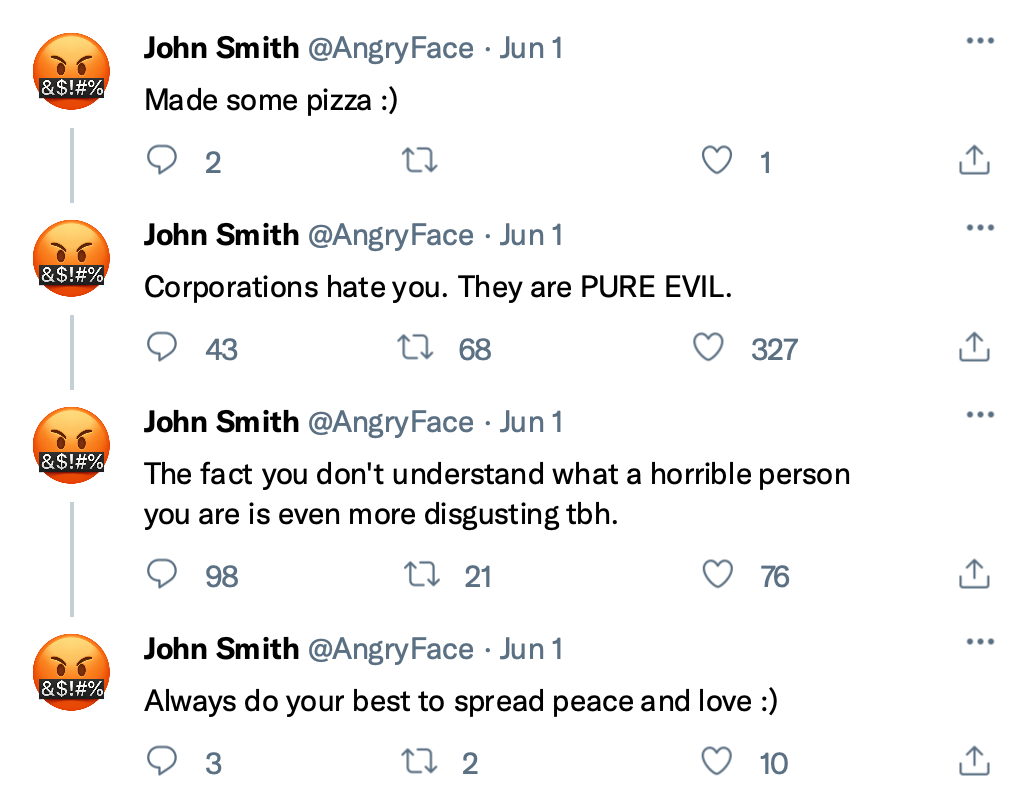 John Smith @AngryFace · Jun 1
&$!#%
Made some pizza :)
2 1
John Smith @AngryFace · Jun 1
&$!#%
Corporations hate you. They are PURE EVIL.
43 68 327
John Smith @AngryFace · Jun 1
&$!#%
The fact you don't understand what a horrible person
you are is even more disgusting tbh.
98 21 76
John Smith @AngryFace · Jun 1
&$!#%
Always do your best to spread peace and love :)
3 2 10